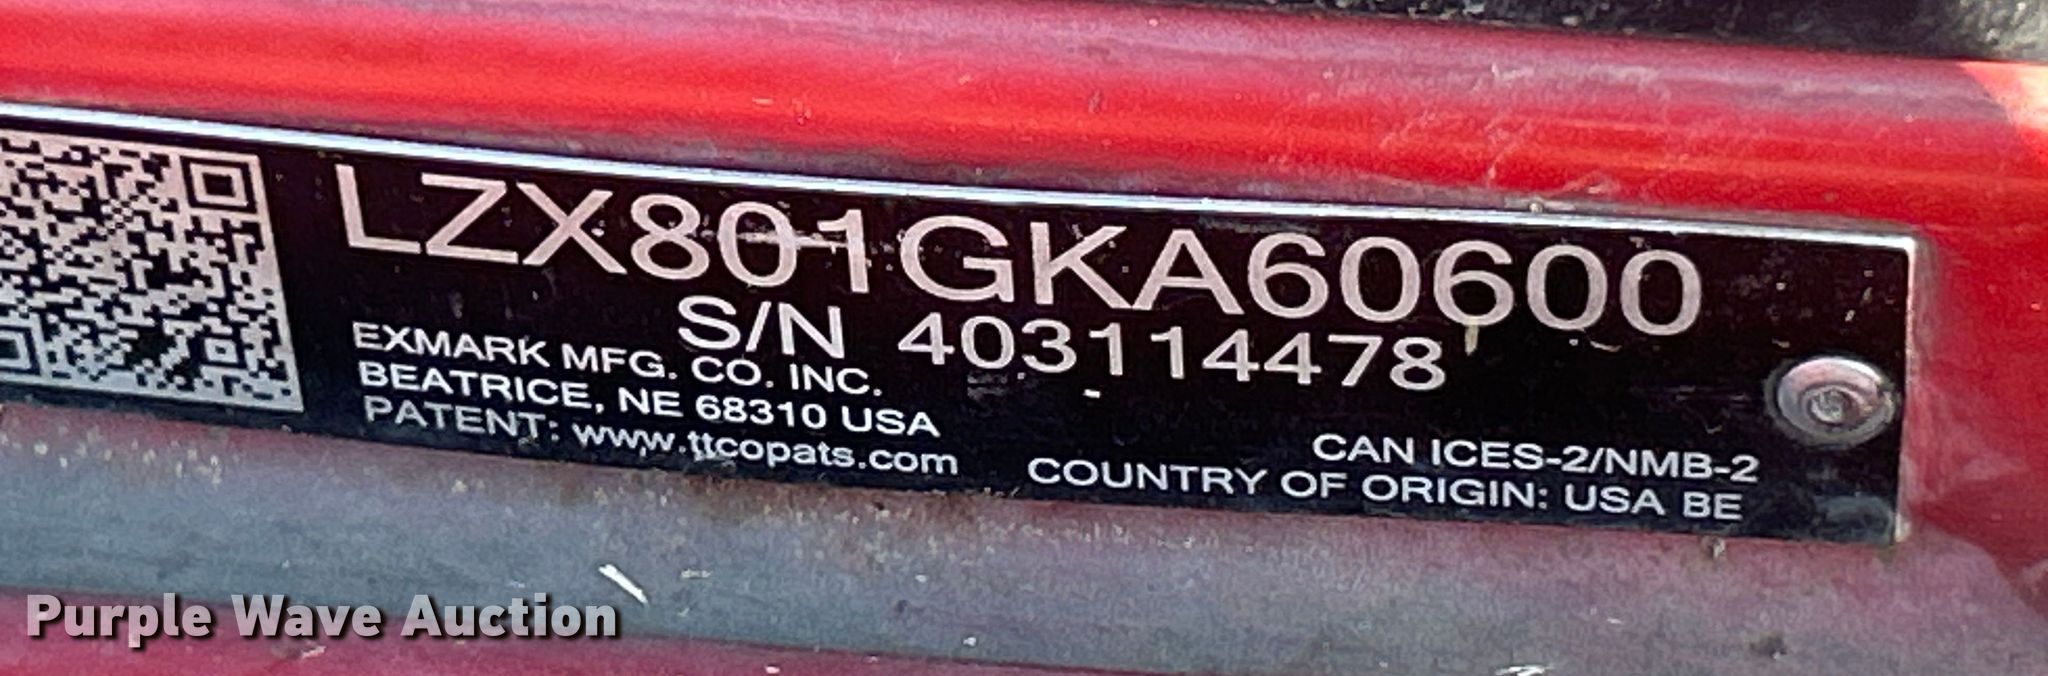 LZX801GKA60600
S/N 403114478
EXMARK MFG. CO. INC.
BEATRICE, NE 68310 USA
PATENT: www.ttcopats.com
CAN ICES-2/NMB-2
COUNTRY OF ORIGIN: USA BE
Purple Wave Auction